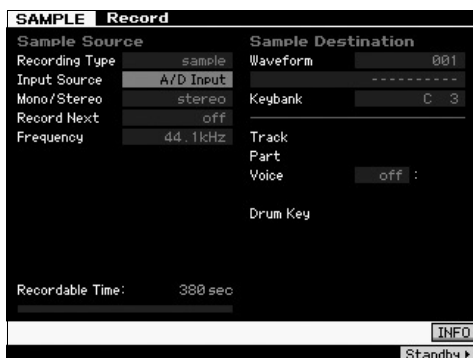 SAMPLE Record
Sample Source
Recording Type sample
Input Source A/D Input
Mono/Stereo stereo
Record Next off
Frequency 44.1kHz
Recordable Time: 380 sec
Sample Destination
Waveform 001
----------
Keybank C 3
Track
Part
Voice off :
Drum Key
INFO
Standby